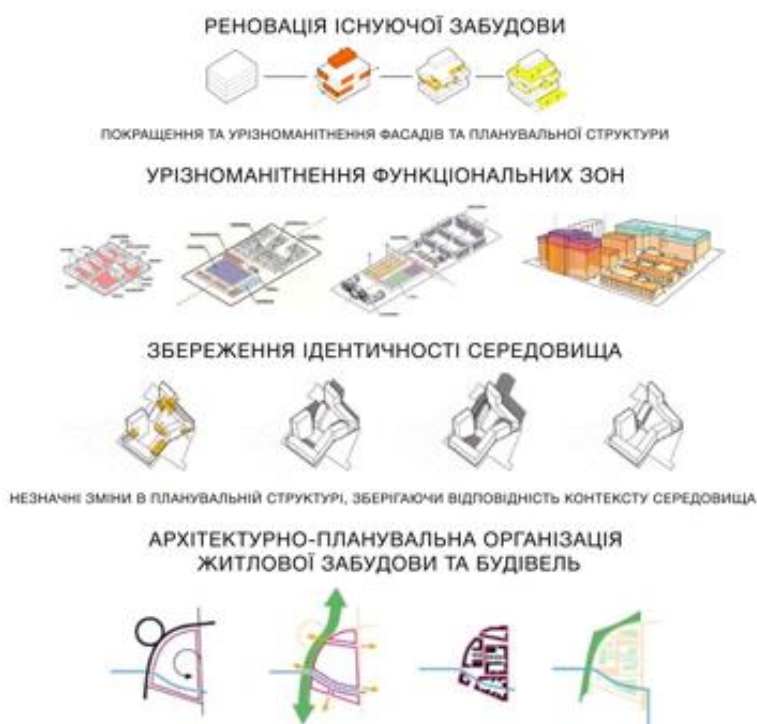 РЕНОВАЦІЯ ІСНУЮЧОЇ ЗАБУДОВИ
ПОКРАЩЕННЯ ТА УРІЗНОМАНІТНЕННЯ ФАСАДІВ ТА ПЛАНУВАЛЬНОЇ СТРУКТУРИ
УРІЗНОМАНІТНЕННЯ ФУНКЦІОНАЛЬНИХ ЗОН
ЗБЕРЕЖЕННЯ ІДЕНТИЧНОСТІ СЕРЕДОВИЩА
НЕЗНАЧНІ ЗМІНИ В ПЛАНУВАЛЬНІЙ СТРУКТУРІ, ЗБЕРІГАЮЧИ ВІДПОВІДНІСТЬ КОНТЕКСТУ СЕРЕДОВИЩА
АРХІТЕКТУРНО-ПЛАНУВАЛЬНА ОРГАНІЗАЦІЯ
ЖИТЛОВОЇ ЗАБУДОВИ ТА БУДІВЕЛЬ